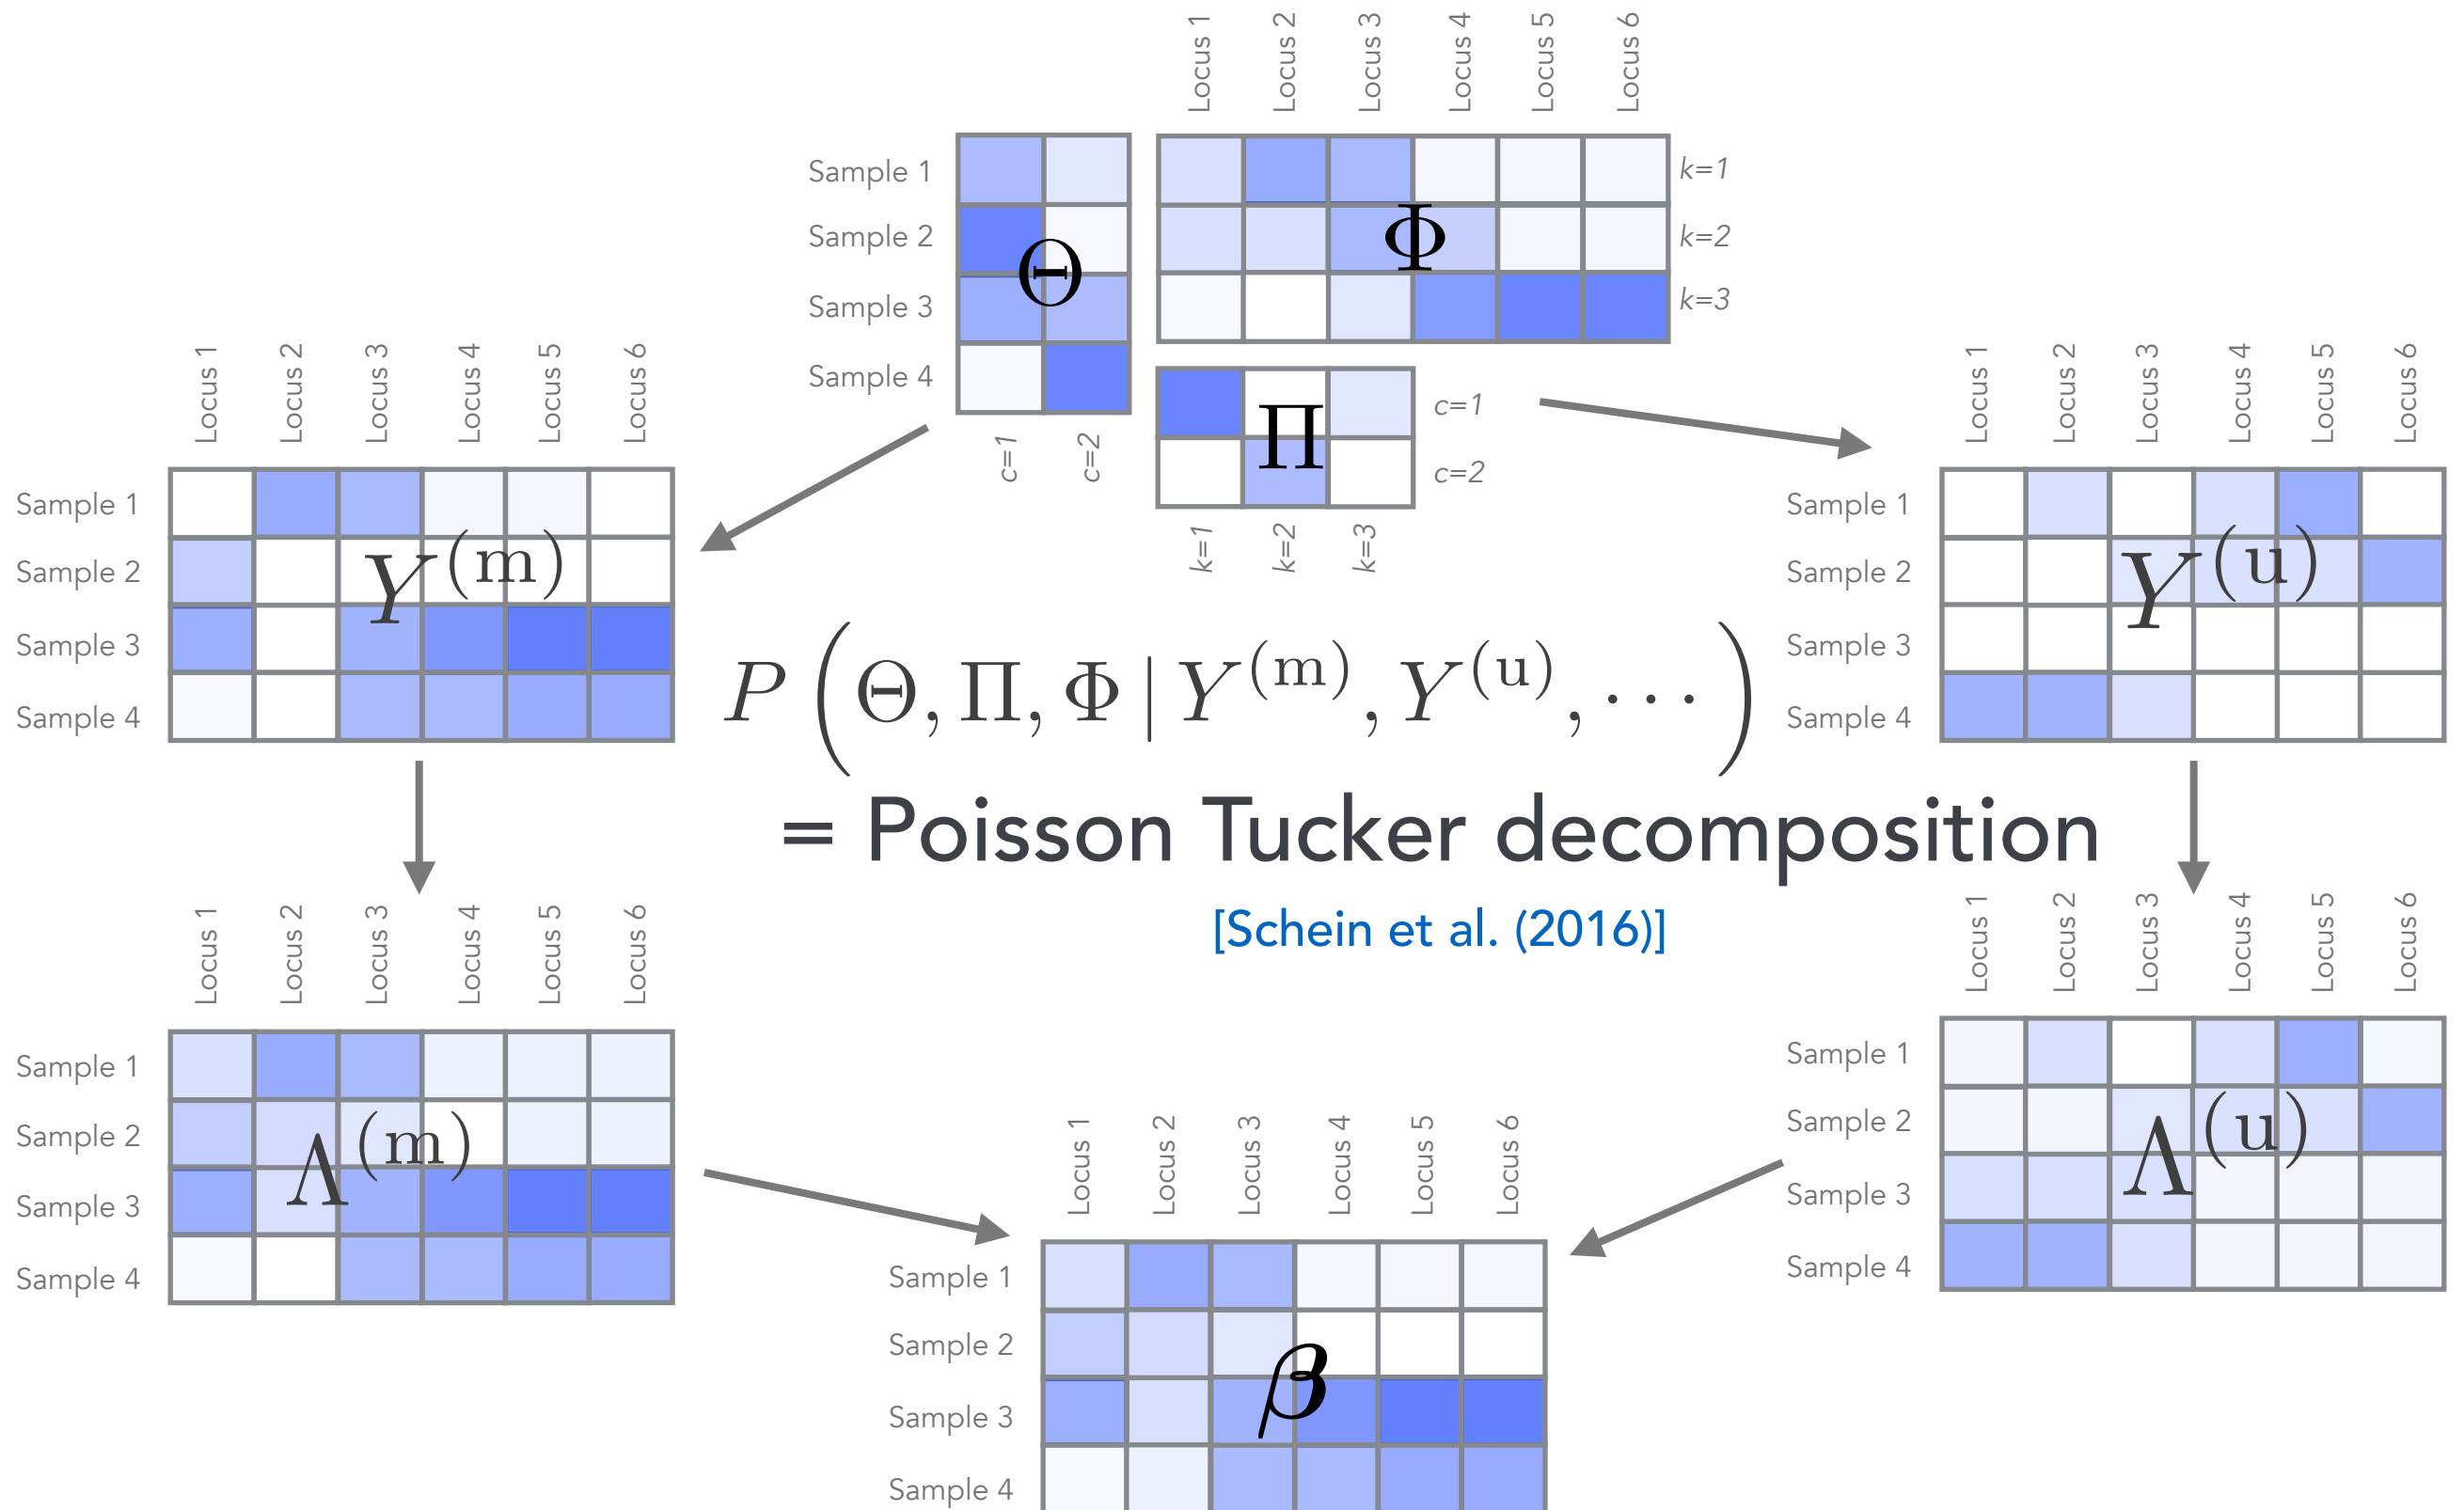 Locus 1 Locus 2 Locus 3 Locus 4 Locus 5 Locus 6
Sample 1
Sample 2
Sample 3
Sample 4
Θ
c=1 c=2
Φ
k=1
k=2
k=3
Π
c=1
c=2
k=1 k=2 k=3
Locus 1 Locus 2 Locus 3 Locus 4 Locus 5 Locus 6
Sample 1
Sample 2
Sample 3
Sample 4
Y^(m)
Locus 1 Locus 2 Locus 3 Locus 4 Locus 5 Locus 6
Sample 1
Sample 2
Sample 3
Sample 4
Y^(u)
P(Θ, Π, Φ | Y^(m), Y^(u), ⋯)
= Poisson Tucker decomposition
[Schein et al. (2016)]
Locus 1 Locus 2 Locus 3 Locus 4 Locus 5 Locus 6
Sample 1
Sample 2
Sample 3
Sample 4
Λ^(m)
Locus 1 Locus 2 Locus 3 Locus 4 Locus 5 Locus 6
Sample 1
Sample 2
Sample 3
Sample 4
Λ^(u)
Locus 1 Locus 2 Locus 3 Locus 4 Locus 5 Locus 6
Sample 1
Sample 2
Sample 3
Sample 4
β